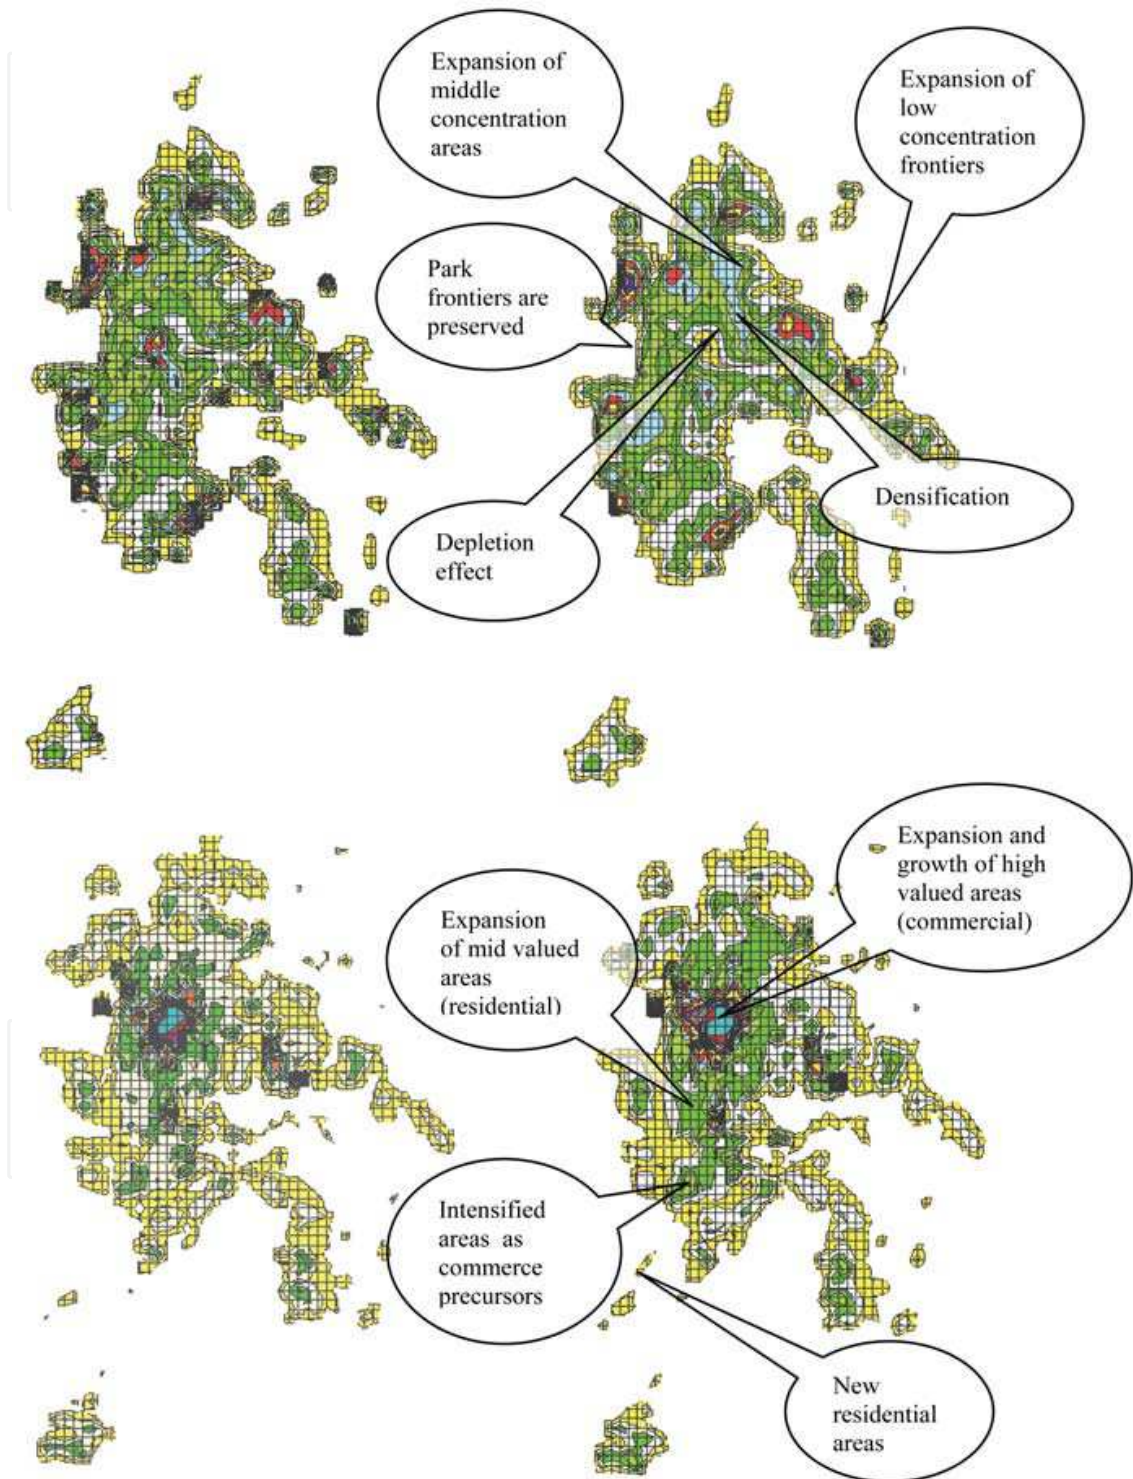 Expansion of
middle
concentration
areas
Expansion of
low
concentration
frontiers
Park
frontiers are
preserved
Densification
Depletion
effect
Expansion and
growth of high
valued areas
(commercial)
Expansion
of mid valued
areas
(residential)
Intensified
areas as
commerce
precursors
New
residential
areas